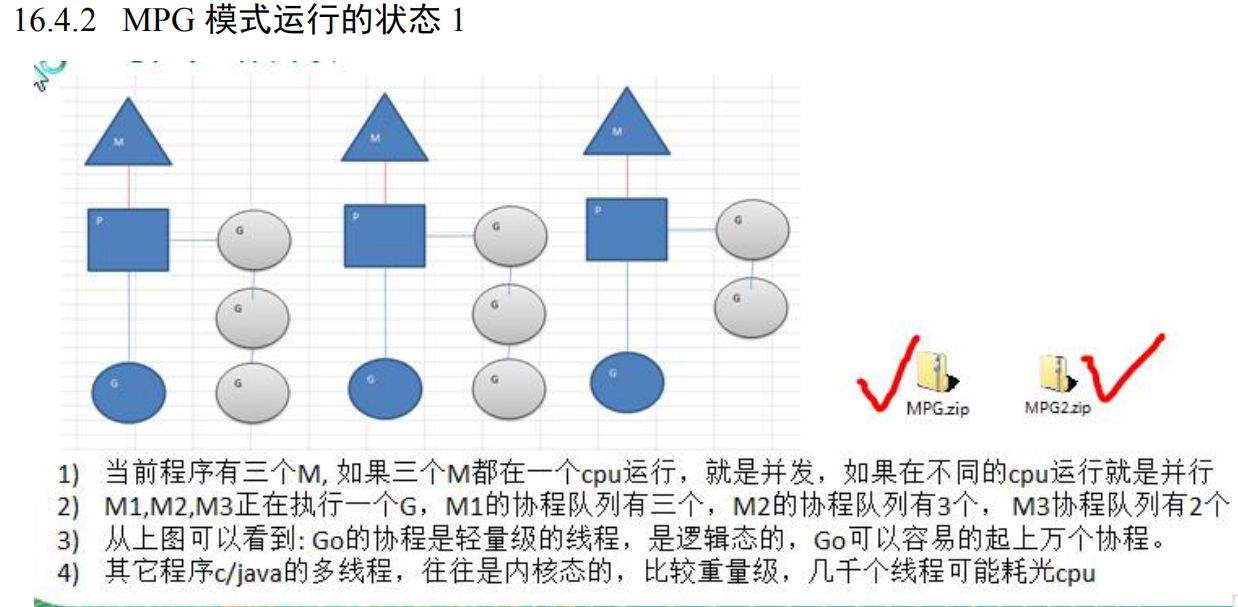 16.4.2 MPG 模式运行的状态 1
M
M
M
P
P
P
G
G
G
G
G
G
G
G
G
G
G
MPG.zip
MPG2.zip
1) 当前程序有三个M, 如果三个M都在一个cpu运行，就是并发，如果在不同的cpu运行就是并行
2) M1,M2,M3正在执行一个G，M1的协程队列有三个，M2的协程队列有3个，M3协程队列有2个
3) 从上图可以看到: Go的协程是轻量级的线程，是逻辑态的，Go可以容易的起上万个协程。
4) 其它程序c/java的多线程，往往是内核态的，比较重量级，几千个线程可能耗光cpu